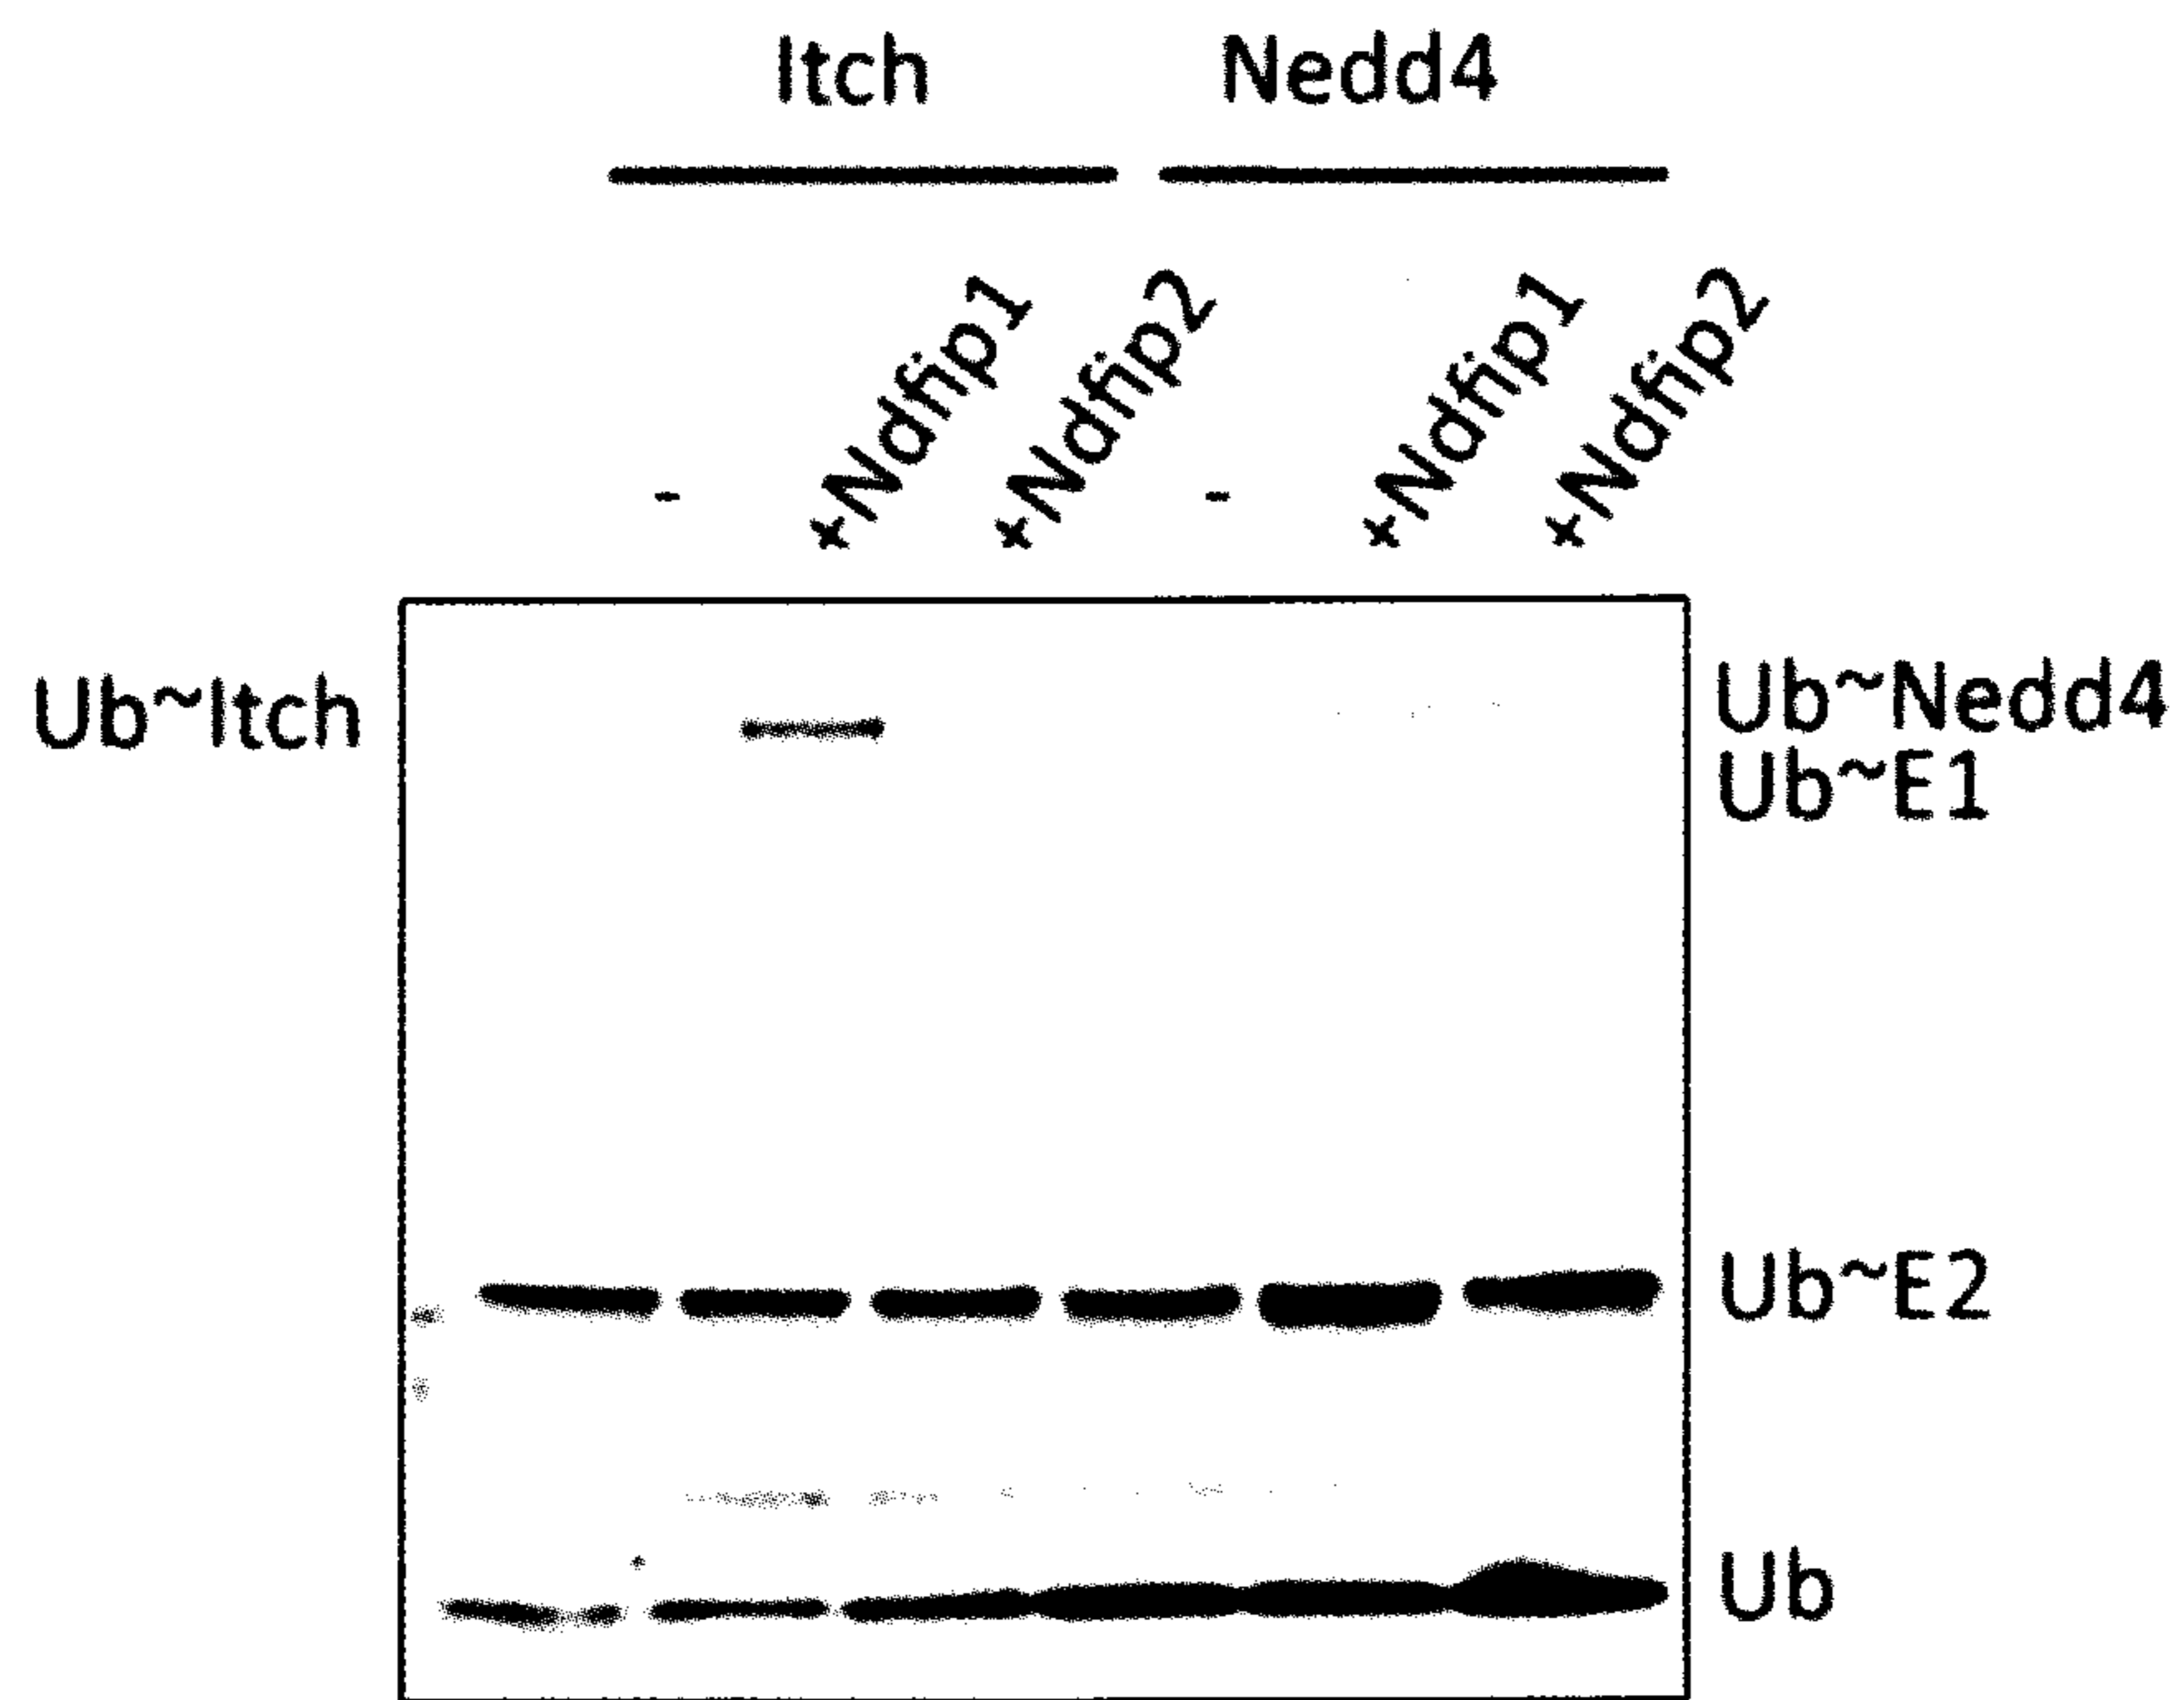 Itch Nedd4
- +Ndfip1 +Ndfip2 - +Ndfip1 +Ndfip2
Ub~Itch
Ub~Nedd4
Ub~E1
Ub~E2
Ub